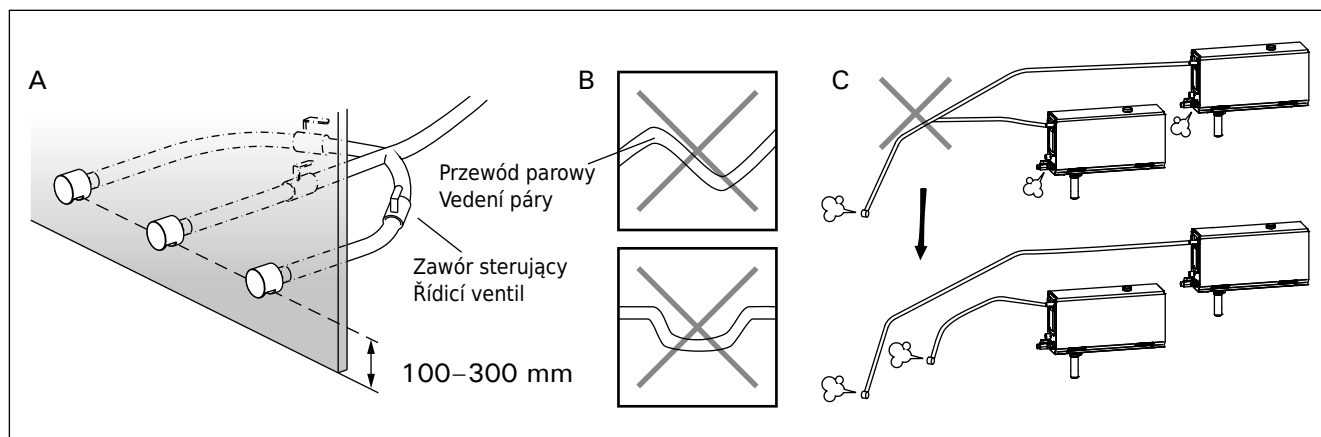 A
B
C
Przewód parowy
Vedení páry
Zawór sterujący
Řídicí ventil
100–300 mm